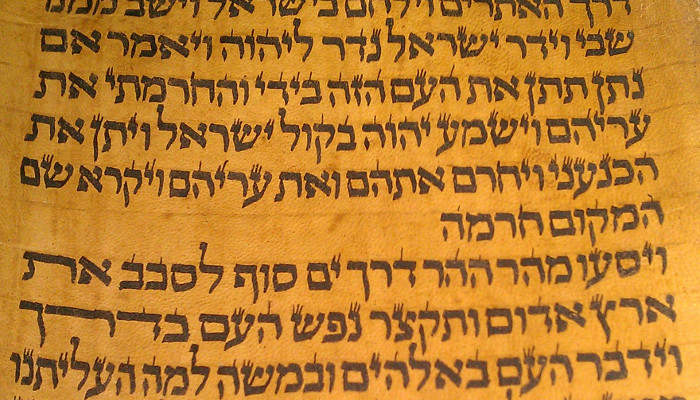 דרך האתרים וילחם בישראל וישב ממנו
שבי וידר ישראל נדר ליהוה ויאמר אם
נתן תתן את העם הזה בידי והחרמתי את
עריהם וישמע יהוה בקול ישראל ויתן את
הכנעני ויחרם אתהם ואת עריהם ויקרא שם
המקום חרמה
ויסעו מהר ההר דרך ים סוף לסבב את
ארץ אדום ותקצר נפש העם בדרך
וידבר העם באלהים ובמשה למה העליתנו